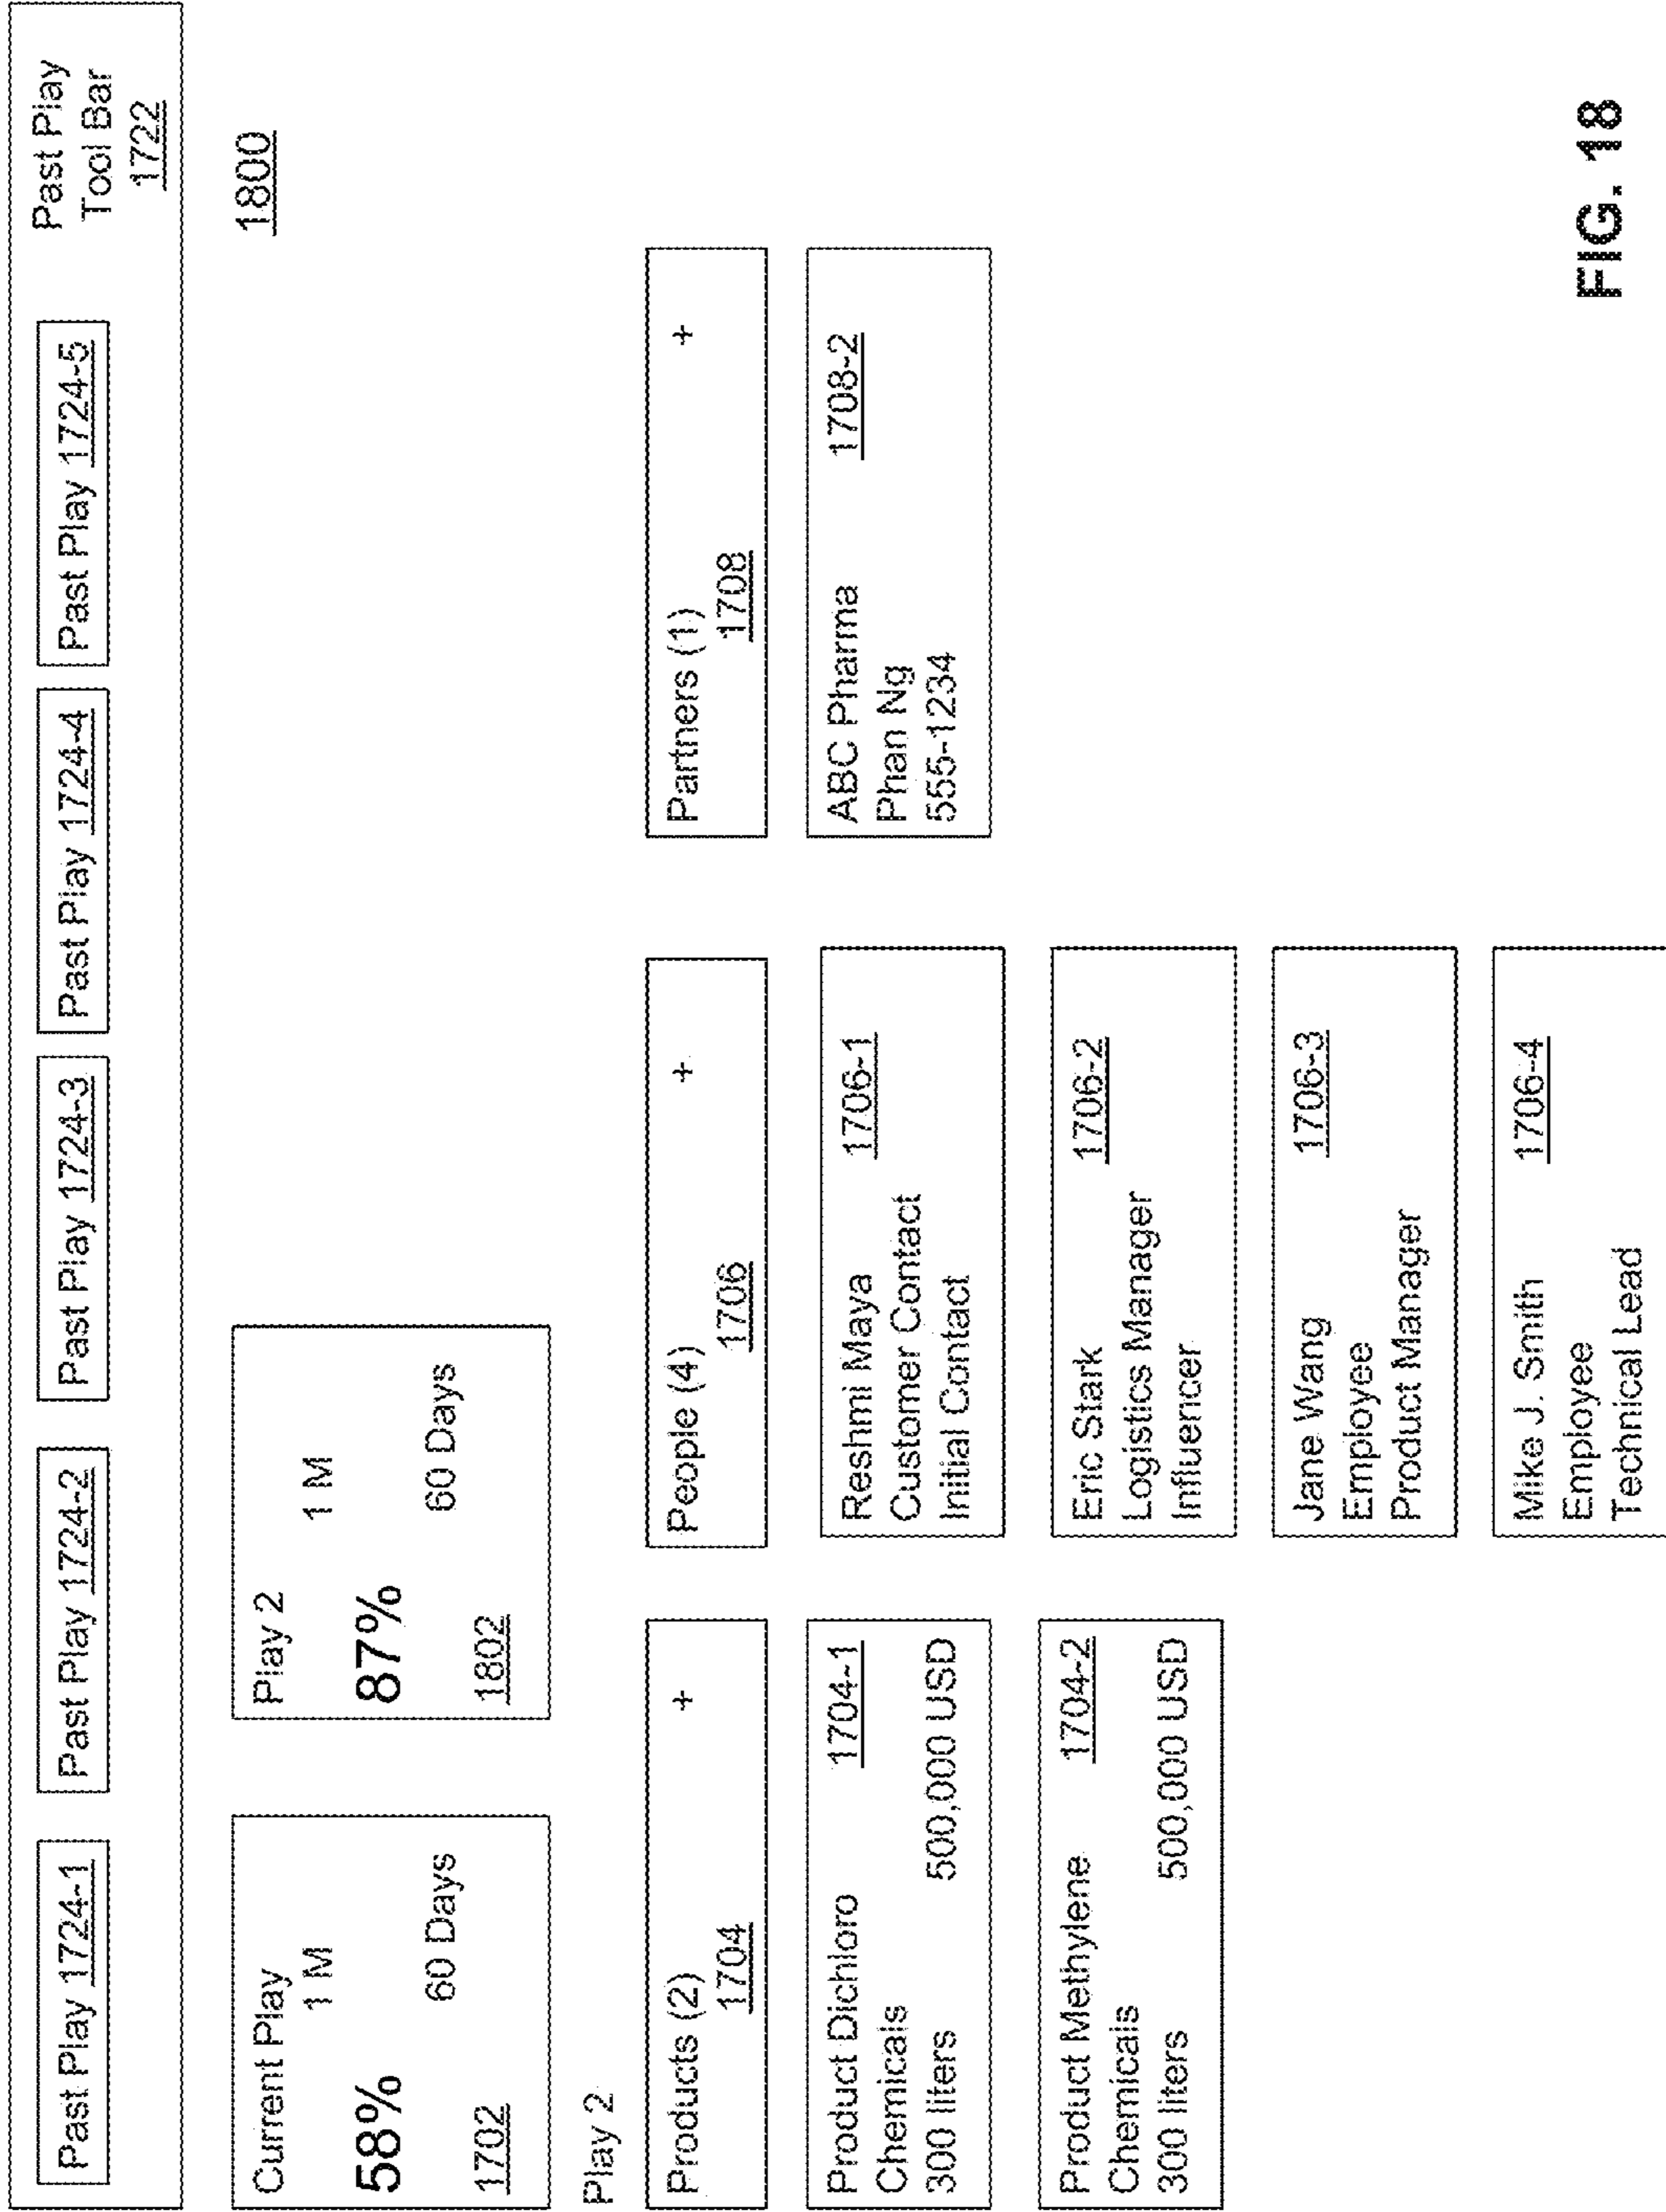 Past Play 1724-1
Past Play 1724-2
Past Play 1724-3
Past Play 1724-4
Past Play 1724-5
Past Play
Tool Bar
1722
1800
Current Play
1 M
58%
60 Days
1702
Play 2
1 M
87%
60 Days
1802
Play 2
Products (2) +
1704
Product Dichloro 1704-1
Chemicals
300 liters 500,000 USD
Product Methylene 1704-2
Chemicals
300 liters 500,000 USD
People (4) +
1706
Reshmi Maya 1706-1
Customer Contact
Initial Contact
Eric Stark 1706-2
Logistics Manager
Influencer
Jane Wang 1706-3
Employee
Product Manager
Mike J. Smith 1706-4
Employee
Technical Lead
Partners (1) +
1708
ABC Pharma 1708-2
Phan Ng
555-1234
FIG. 18